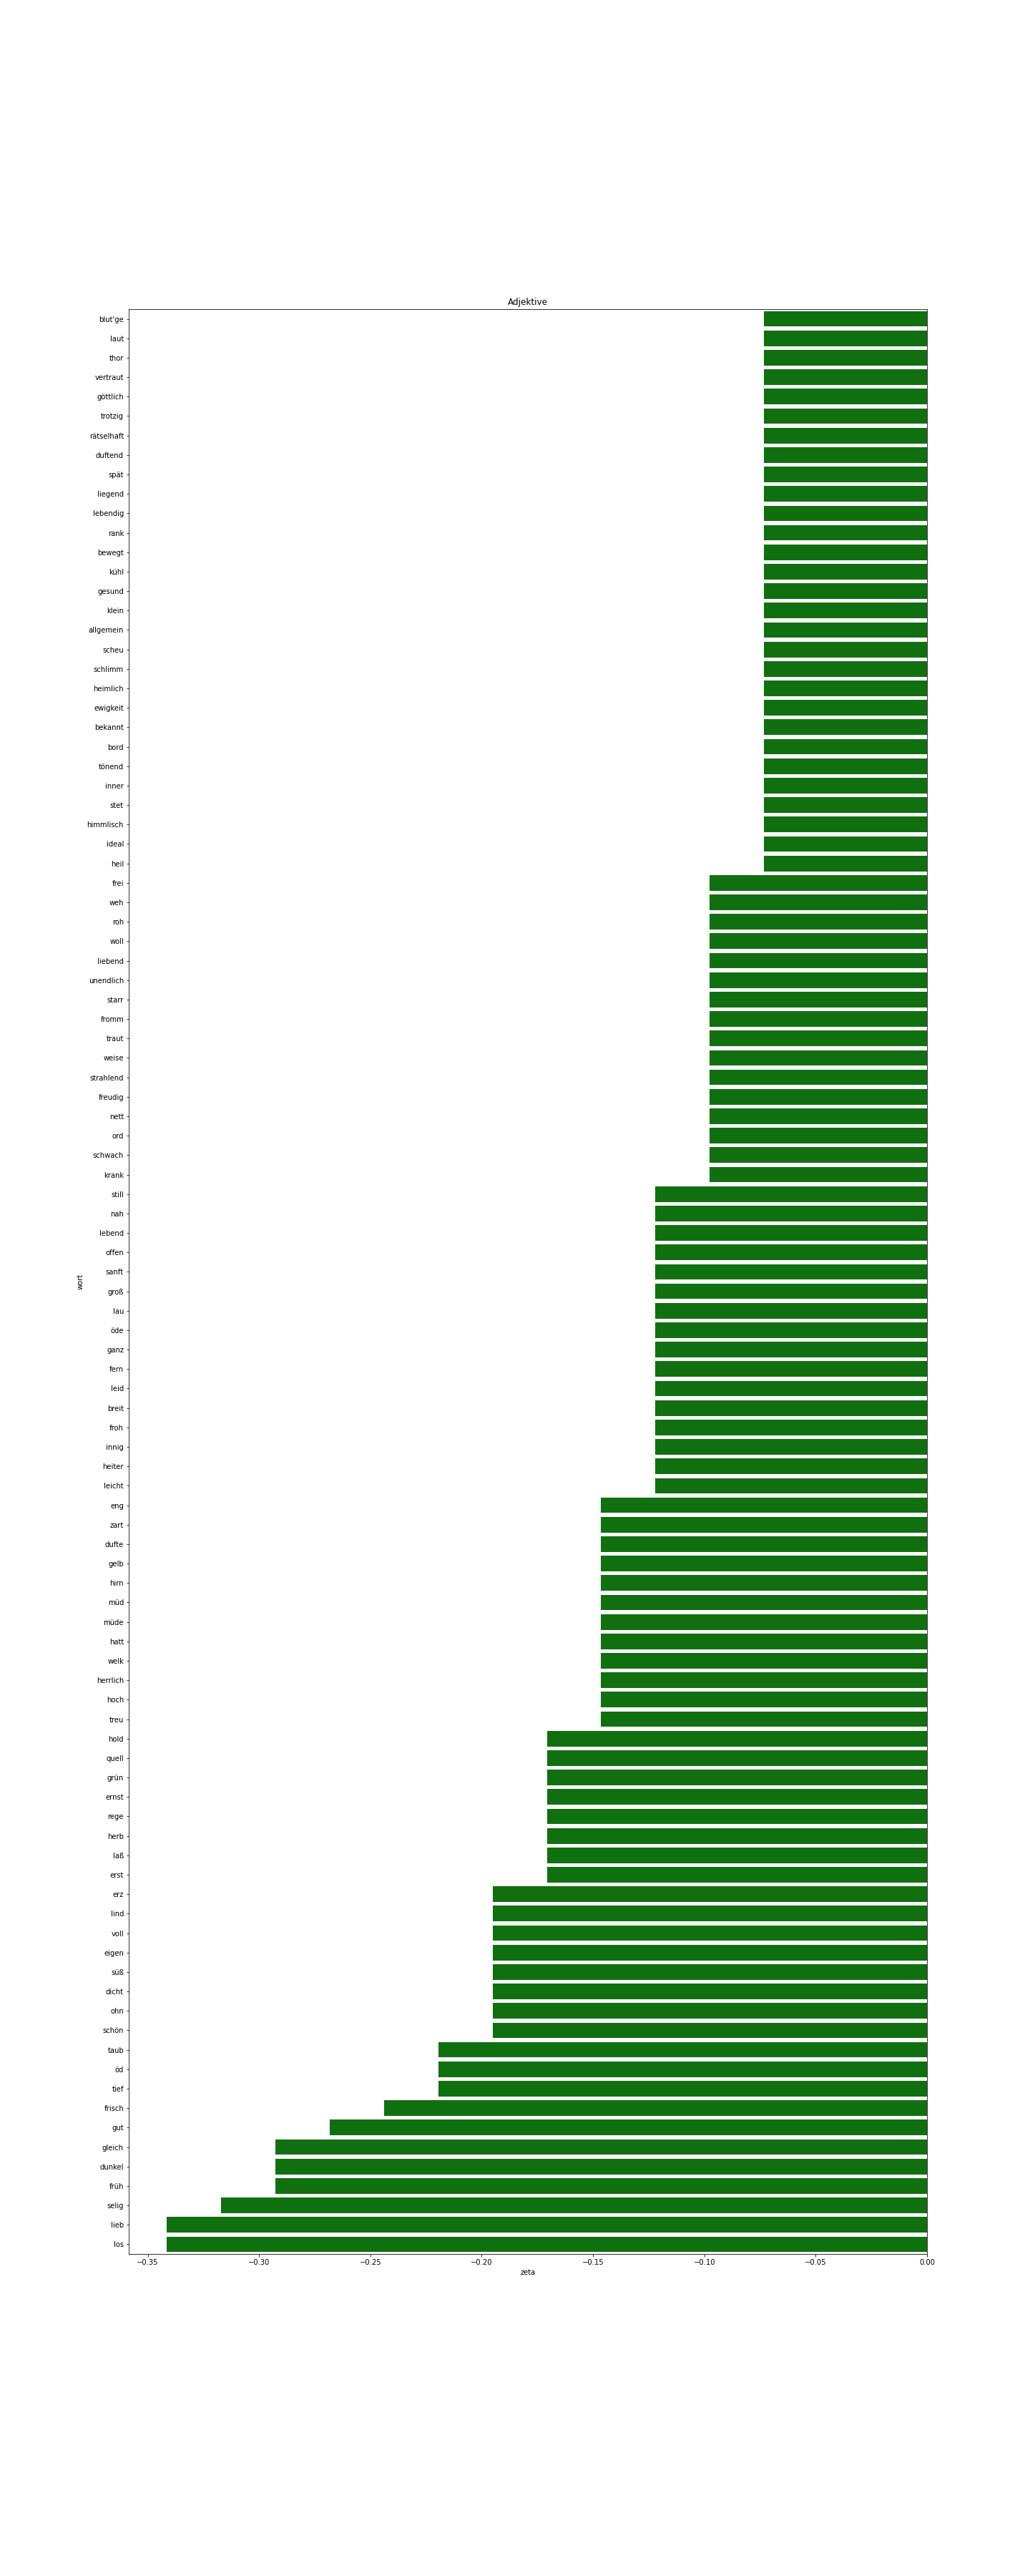 Adjektive
blut'ge
laut
thor
vertraut
göttlich
trotzig
rätselhaft
duftend
spät
liegend
lebendig
rank
bewegt
kühl
gesund
klein
allgemein
scheu
schlimm
heimlich
ewigkeit
bekannt
bord
tönend
inner
stet
himmlisch
ideal
heil
frei
weh
roh
woll
liebend
unendlich
starr
fromm
traut
weise
strahlend
freudig
nett
ord
schwach
krank
still
nah
lebend
offen
sanft
groß
lau
öde
ganz
fern
leid
breit
froh
innig
heiter
leicht
eng
zart
dufte
gelb
hirn
müd
müde
hatt
welk
herrlich
hoch
treu
hold
quell
grün
ernst
rege
herb
laß
erst
erz
lind
voll
eigen
süß
dicht
ohn
schön
taub
öd
tief
frisch
gut
gleich
dunkel
früh
selig
lieb
los
wort
−0.35 −0.30 −0.25 −0.20 −0.15 −0.10 −0.05 0.00
zeta